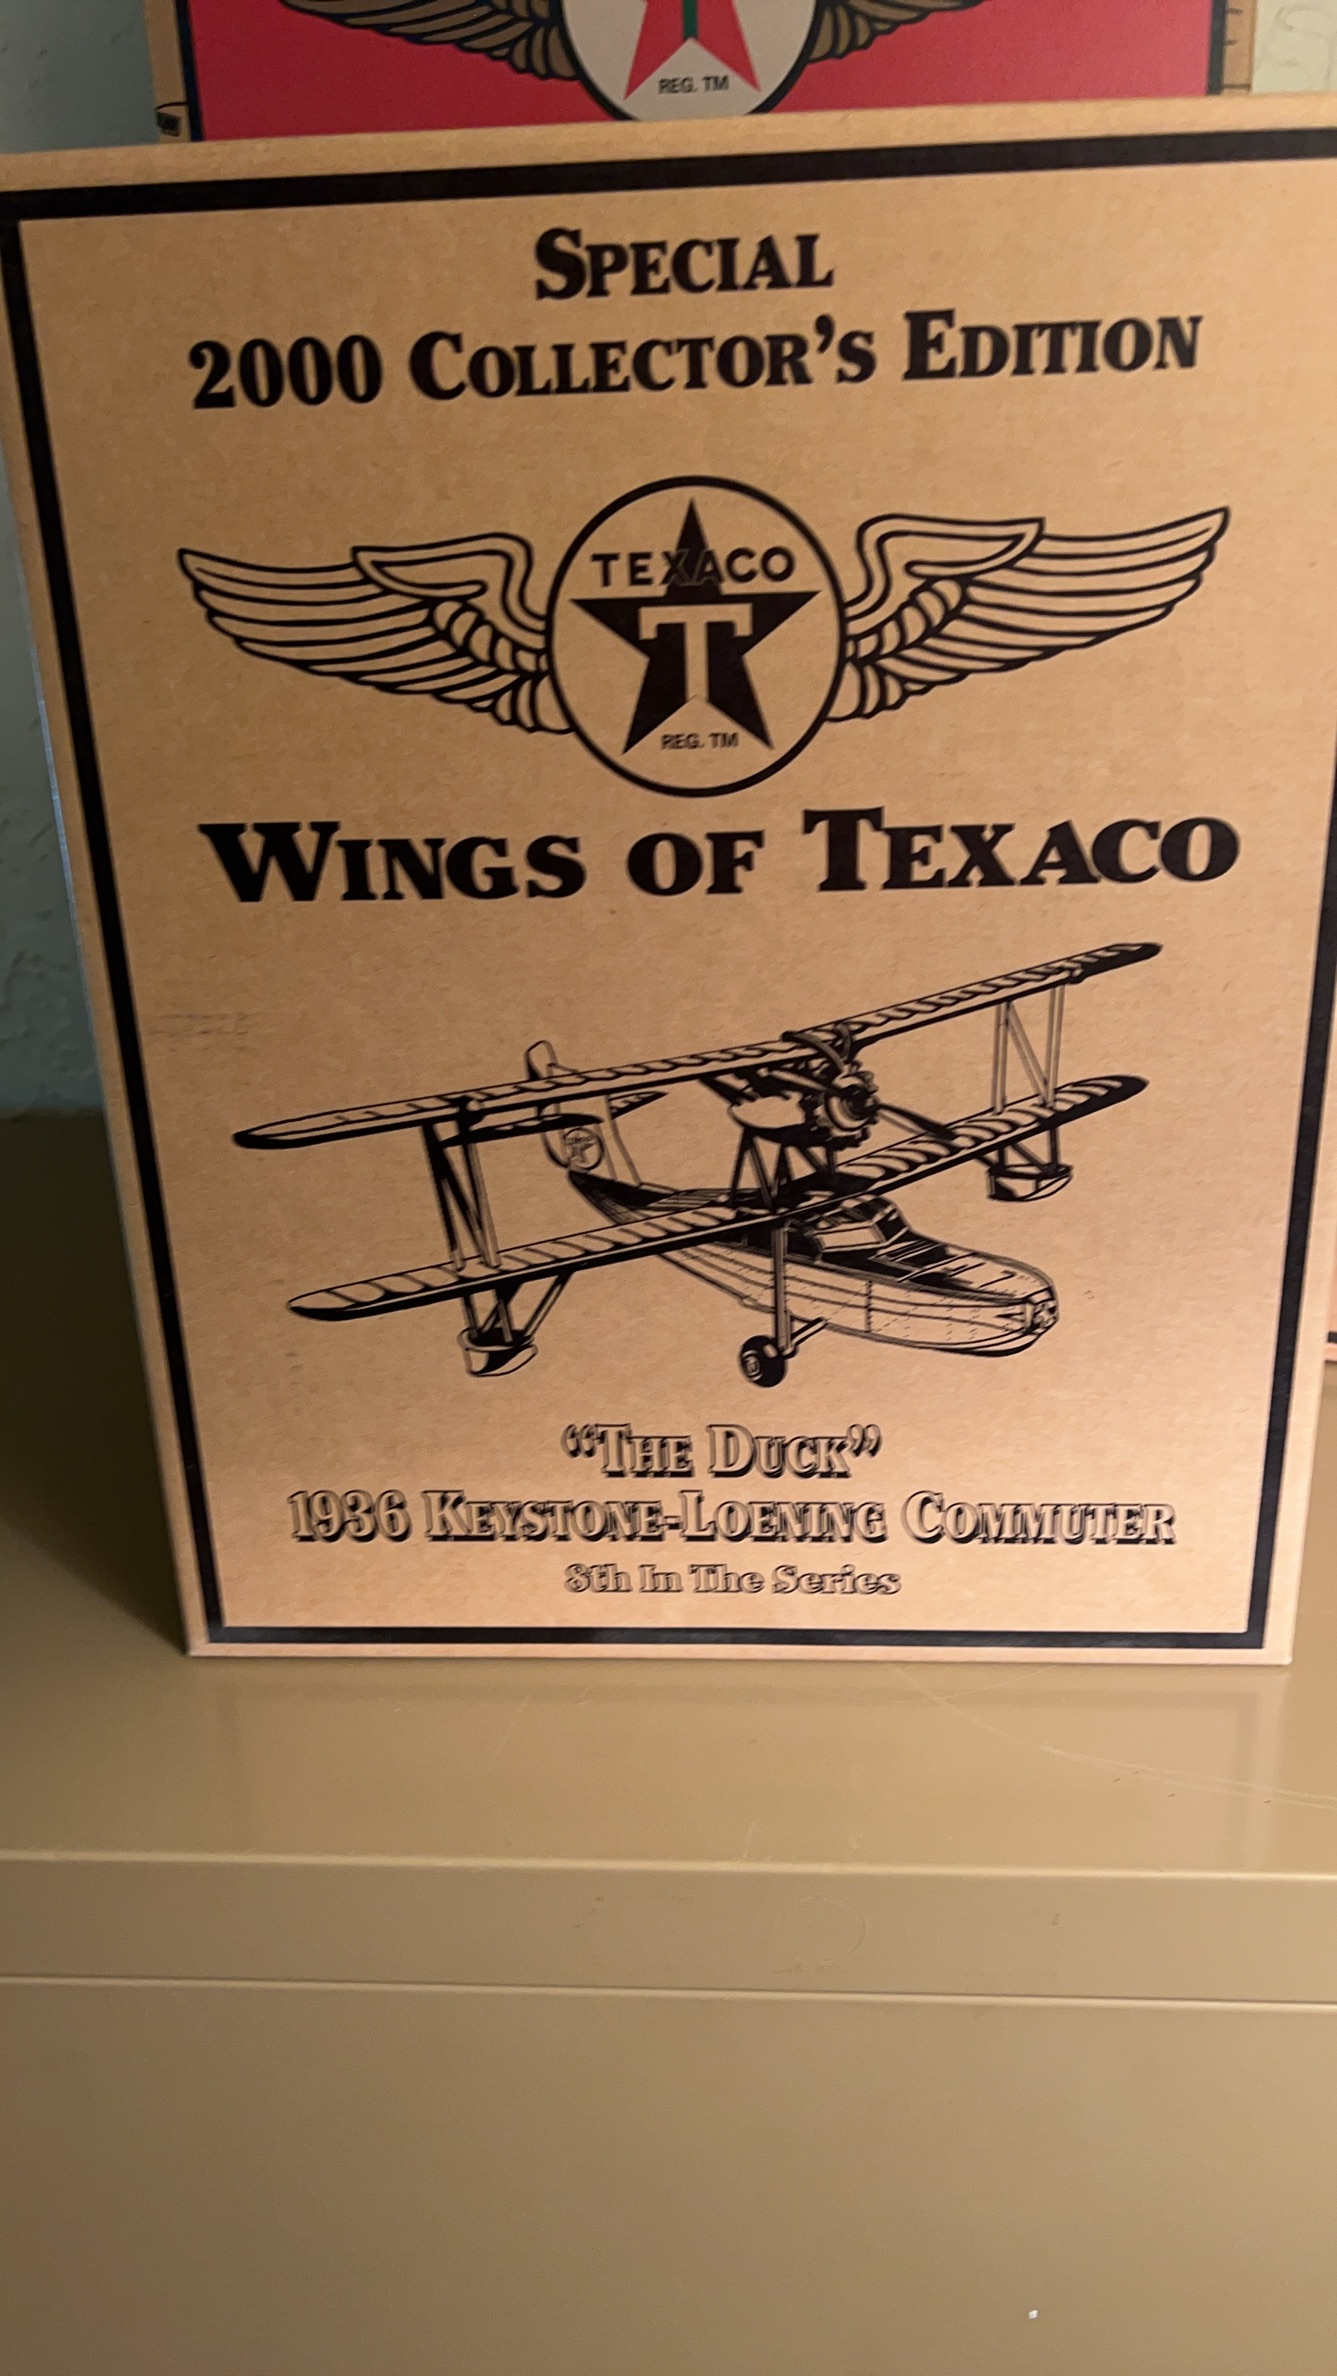 REG. TM
SPECIAL
2000 COLLECTOR'S EDITION
TEXACO
T
REG. TM
WINGS OF TEXACO
T
“THE DUCK”
1936 KEYSTONE-LOENING COMMUTER
8th In The Series